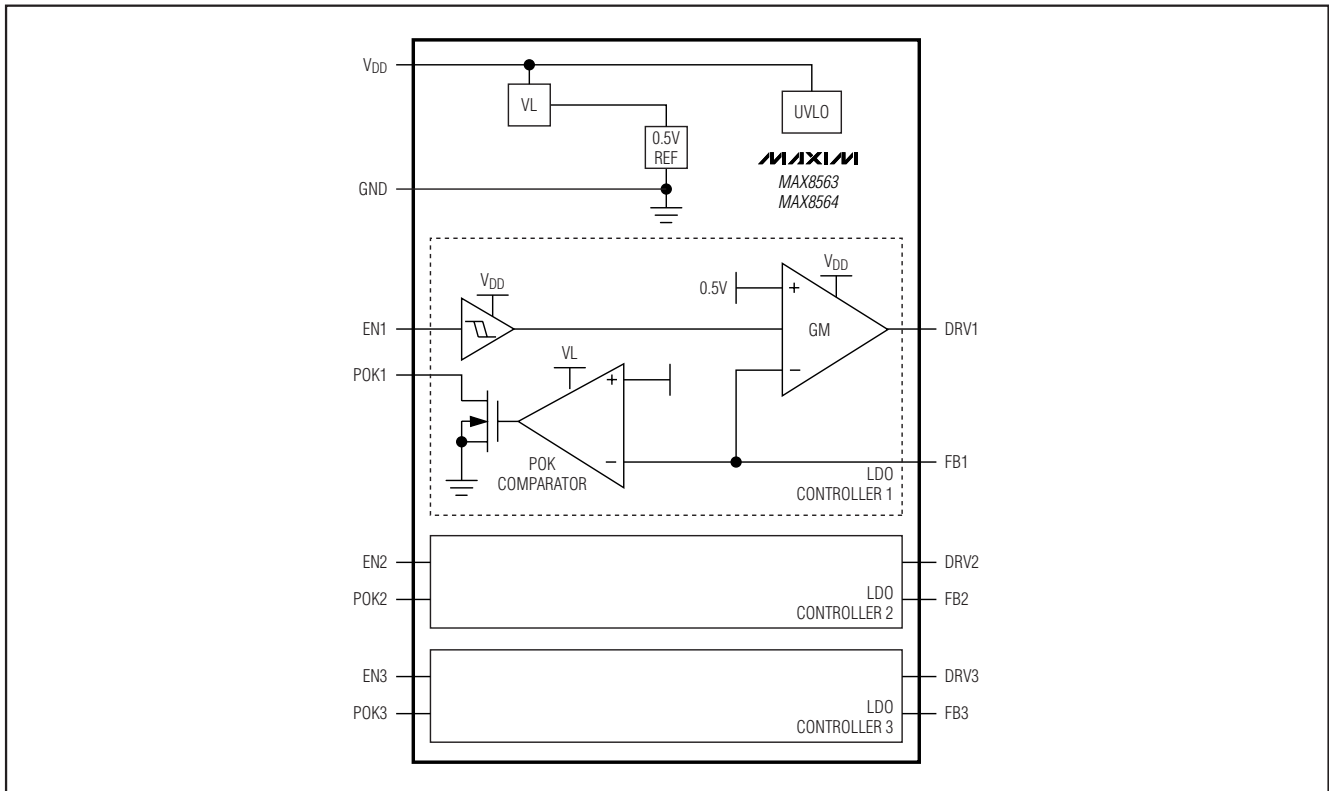 VDD
VL
UVLO
0.5V
REF
MAXIM
GND
MAX8563
MAX8564
VDD
VDD
0.5V
+
EN1
GM
DRV1
VL
POK1
+
−
POK
COMPARATOR
−
FB1
LDO
CONTROLLER 1
EN2
DRV2
POK2
LDO
CONTROLLER 2
FB2
EN3
DRV3
POK3
LDO
CONTROLLER 3
FB3